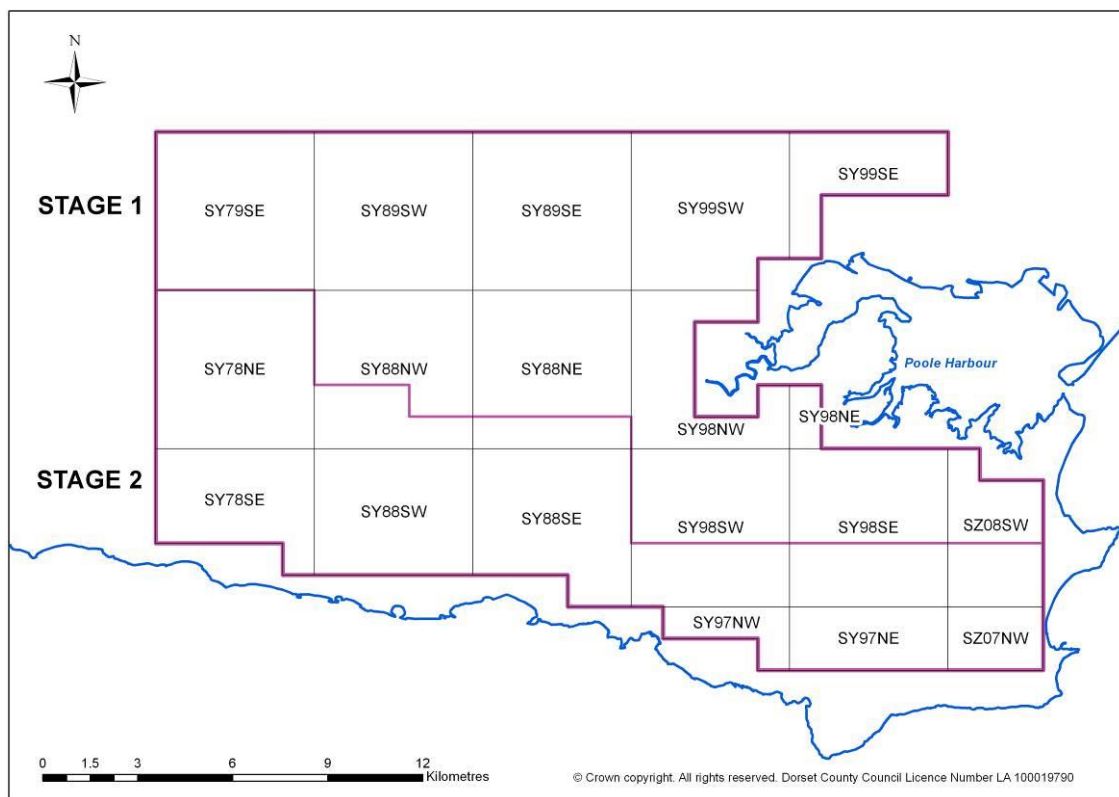 N
STAGE 1
SY79SE
SY89SW
SY89SE
SY99SW
SY99SE
SY78NE
SY88NW
SY88NE
Poole Harbour
SY98NW
SY98NE
STAGE 2
SY78SE
SY88SW
SY88SE
SY98SW
SY98SE
SZ08SW
SY97NW
SY97NE
SZ07NW
0 1.5 3 6 9 12
Kilometres
© Crown copyright. All rights reserved. Dorset County Council Licence Number LA 100019790